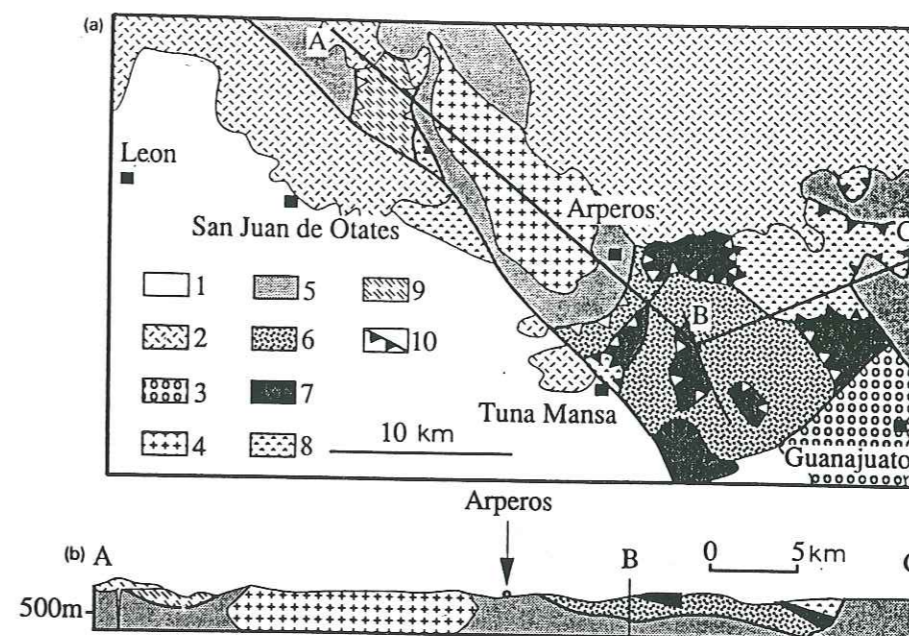 (a)
A
Leon
San Juan de Otates
Arperos
C
B
1 5 9
2 6 10
3 7
4 8
10 km
Tuna Mansa
Guanajuato
Arperos
(b) A B 0 5 km
500m